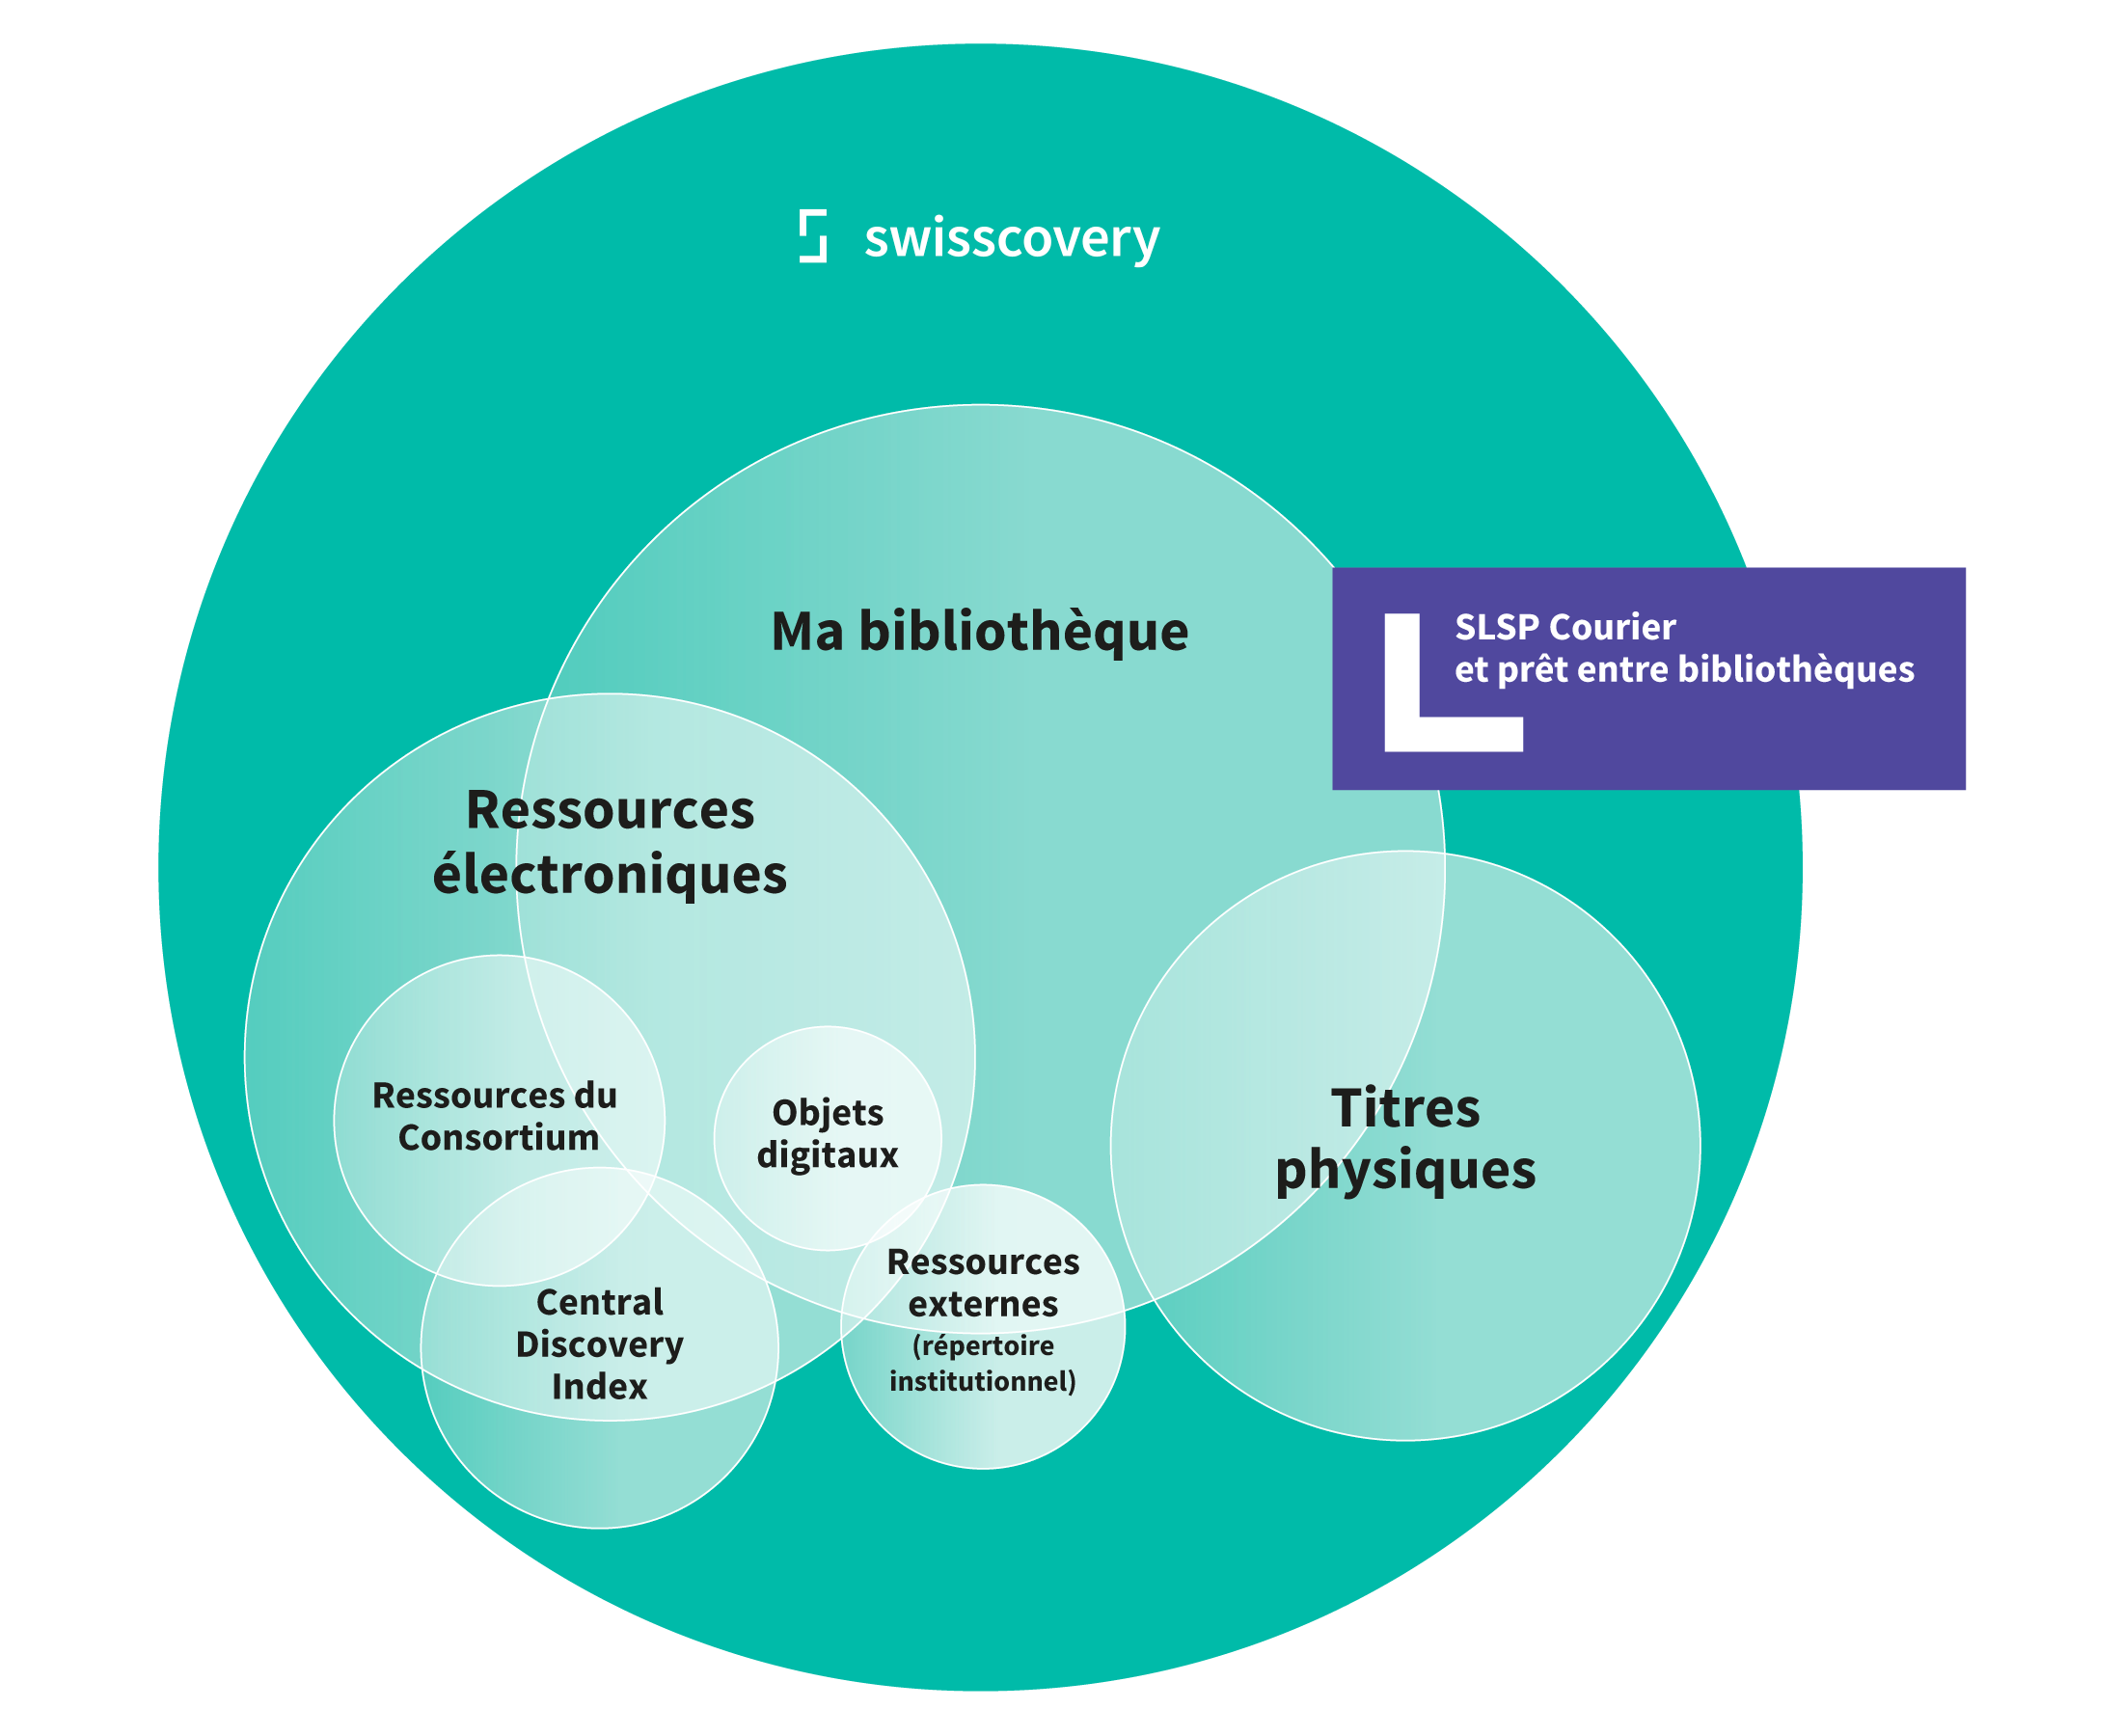 swisscovery
Ma bibliothèque
SLSP Courier
et prêt entre bibliothèques
Ressources
électroniques
Ressources du
Consortium
Objets
digitaux
Titres
physiques
Ressources
externes
(répertoire
institutionnel)
Central
Discovery
Index